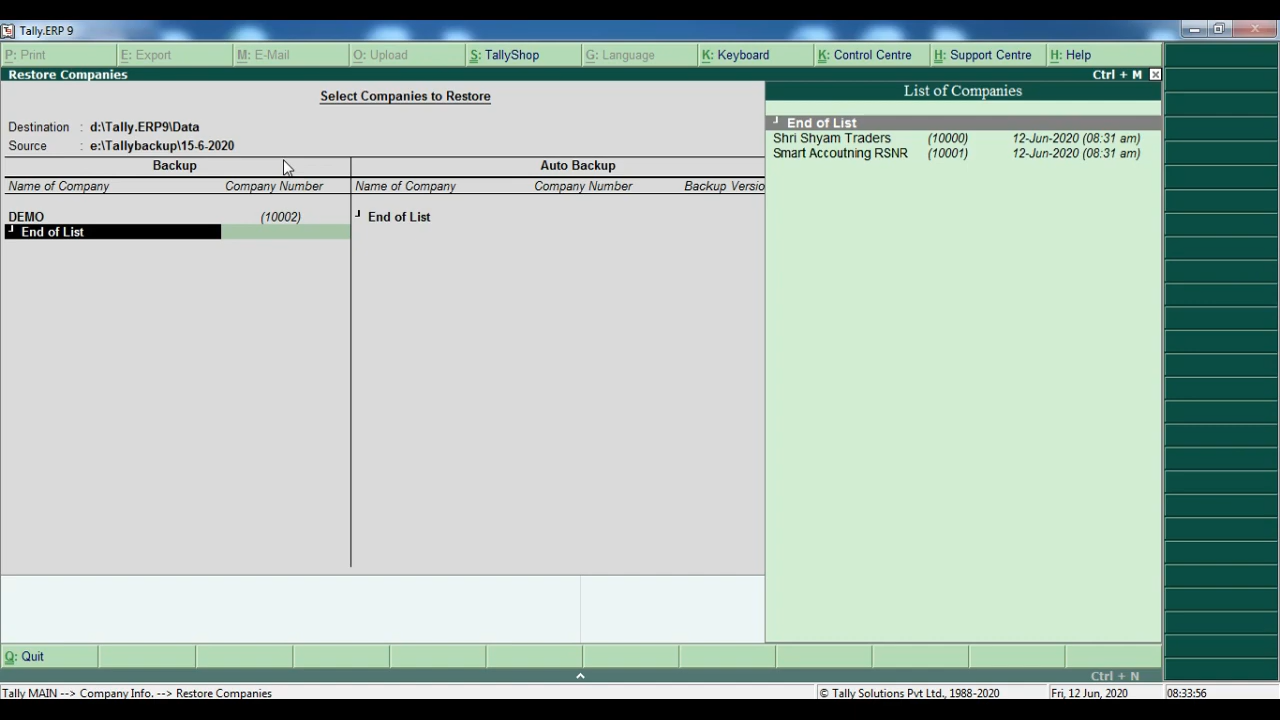 Tally.ERP 9
P: Print E: Export M: E-Mail O: Upload S: TallyShop G: Language K: Keyboard K: Control Centre H: Support Centre H: Help
Restore Companies Ctrl + M
Select Companies to Restore
Destination : d:\Tally.ERP9\Data
Source : e:\Tallybackup\15-6-2020
Backup Auto Backup
Name of Company Company Number Name of Company Company Number Backup Versio
DEMO (10002) End of List
End of List
List of Companies
End of List
Shri Shyam Traders (10000) 12-Jun-2020 (08:31 am)
Smart Accoutning RSNR (10001) 12-Jun-2020 (08:31 am)
Q: Quit
Ctrl + N
Tally MAIN --> Company Info. --> Restore Companies © Tally Solutions Pvt Ltd., 1988-2020 Fri, 12 Jun, 2020 08:33:56